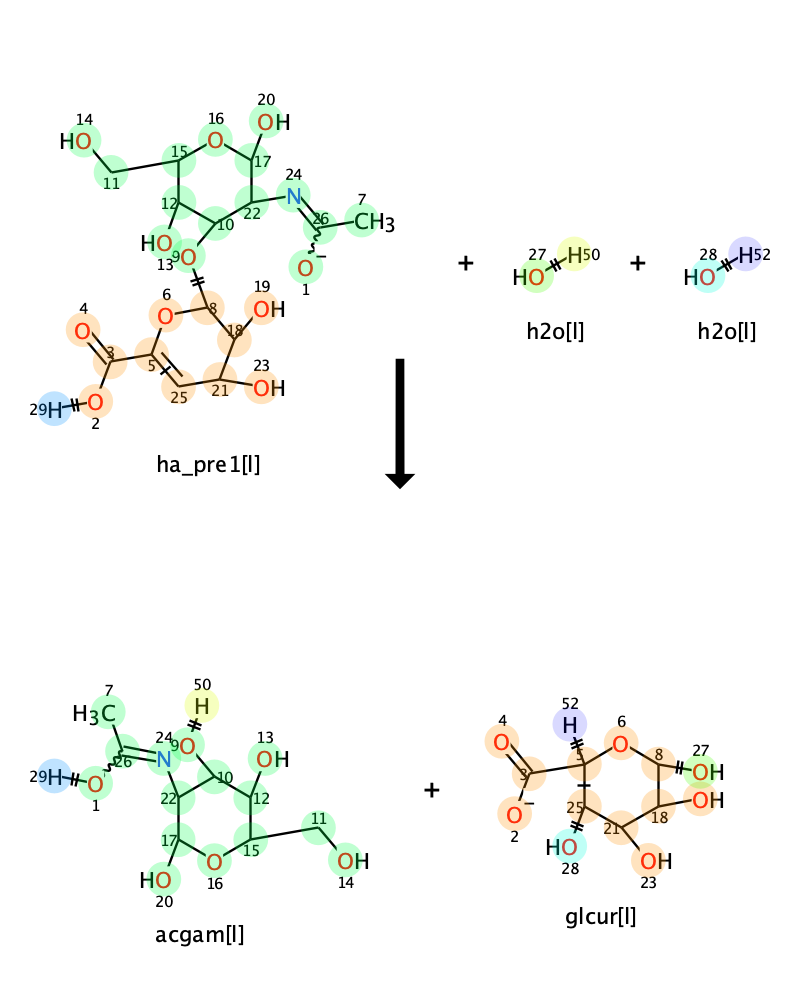 14 HO 11 15 16 O 20 OH 17
24 N 7 CH3 26
12 10 22
HO 13 9 O O − 1
6 O 8 19 OH
4 O 3 5 18
25 21 23 OH
29 H O 2
ha_pre1[l]
+ 27 HO H 50 + 28 HO H 52
h2o[l] h2o[l]
7 H3C 50 H
24 N 9 O 13 OH
29 H O − 1 26 10
22 12 11
17 O 16 15 OH 14
HO 20
acgam[l]
+
52 H 6 O
4 O 3 5 8 27 OH
O − 2 25 18 OH
HO 28 21 OH 23
glcur[l]